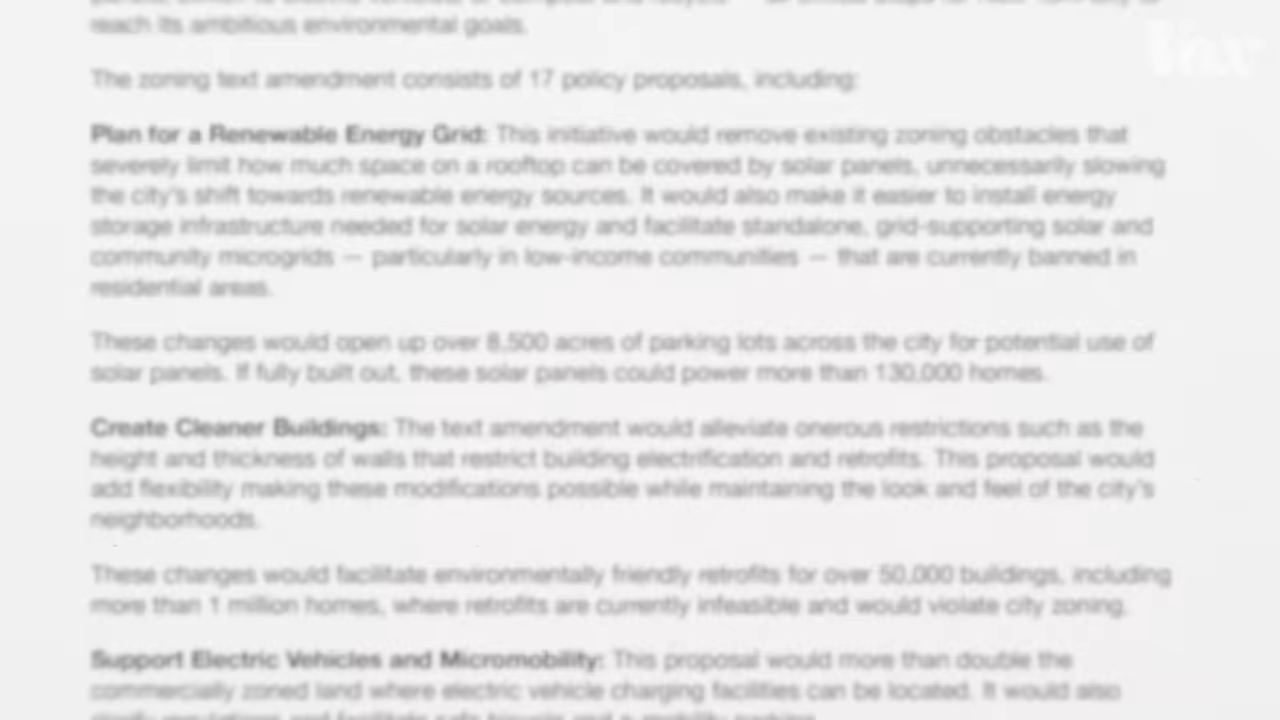 Vox
reach its ambitious environmental goals.
The zoning text amendment consists of 17 policy proposals, including:
Plan for a Renewable Energy Grid: This initiative would remove existing zoning obstacles that
severely limit how much space on a rooftop can be covered by solar panels, unnecessarily slowing
the city's shift towards renewable energy sources. It would also make it easier to install energy
storage infrastructure needed for solar energy and facilitate standalone, grid-supporting solar and
community microgrids — particularly in low-income communities — that are currently banned in
residential areas.
These changes would open up over 8,500 acres of parking lots across the city for potential use of
solar panels. If fully built out, these solar panels could power more than 130,000 homes.
Create Cleaner Buildings: The text amendment would alleviate onerous restrictions such as the
height and thickness of walls that restrict building electrification and retrofits. This proposal would
add flexibility making these modifications possible while maintaining the look and feel of the city's
neighborhoods.
These changes would facilitate environmentally friendly retrofits for over 50,000 buildings, including
more than 1 million homes, where retrofits are currently infeasible and would violate city zoning.
Support Electric Vehicles and Micromobility: This proposal would more than double the
commercially zoned land where electric vehicle charging facilities can be located. It would also